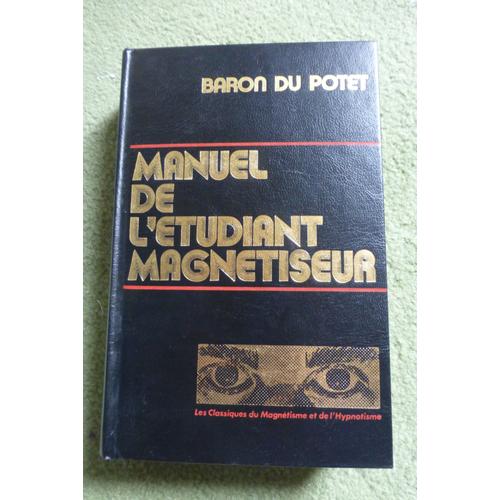 BARON DU POTET
MANUEL
DE
L'ETUDIANT
MAGNETISEUR
Les Classiques du Magnétisme et de l'Hypnotisme